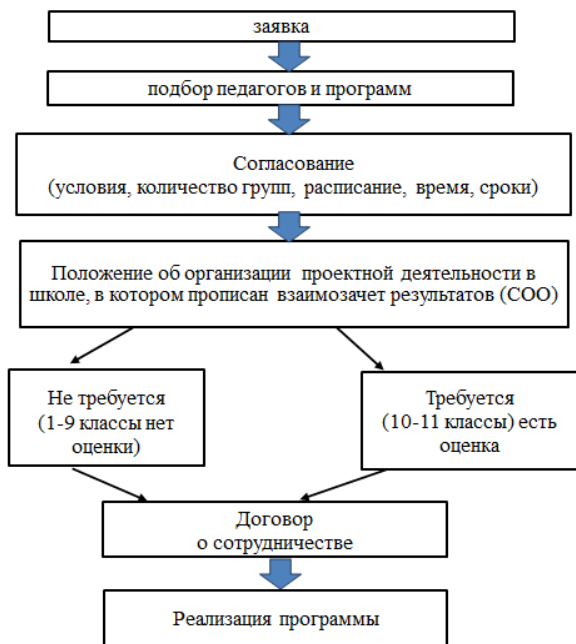 заявка
подбор педагогов и программ
Согласование
(условия, количество групп, расписание, время, сроки)
Положение об организации проектной деятельности в
школе, в котором прописан взаимозачет результатов (СОО)
Не требуется
(1-9 классы нет
оценки)
Требуется
(10-11 классы) есть
оценка
Договор
о сотрудничестве
Реализация программы